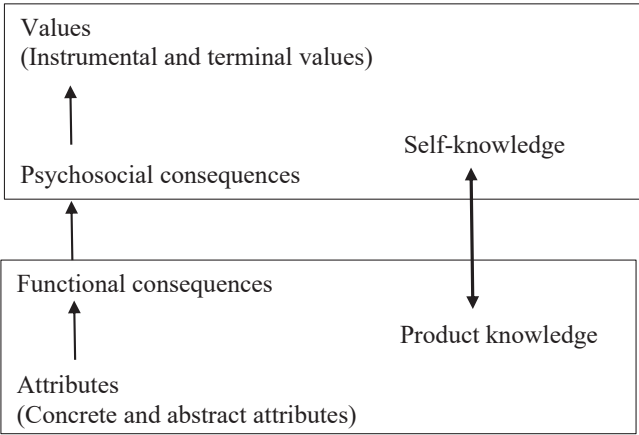 Values
(Instrumental and terminal values)
Self-knowledge
Psychosocial consequences
Functional consequences
Product knowledge
Attributes
(Concrete and abstract attributes)